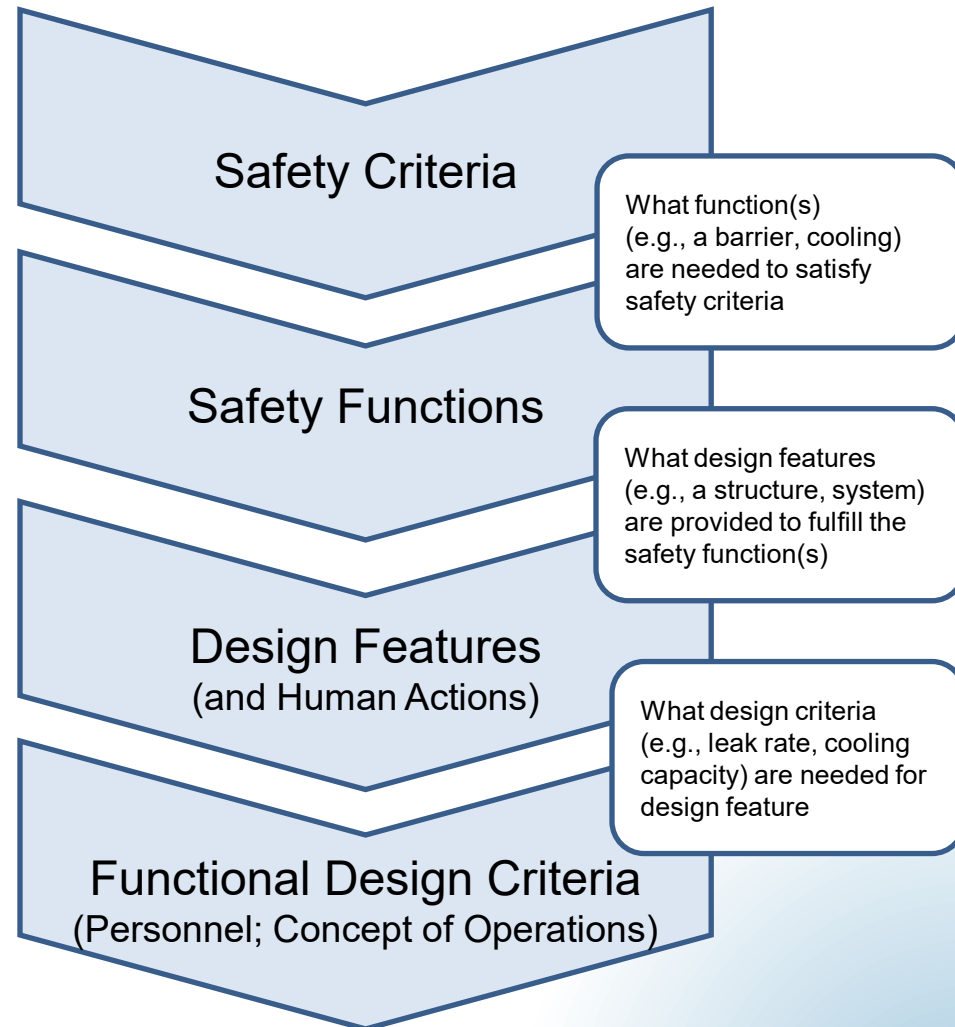 Safety Criteria
What function(s)
(e.g., a barrier, cooling)
are needed to satisfy
safety criteria
Safety Functions
What design features
(e.g., a structure, system)
are provided to fulfill the
safety function(s)
Design Features
(and Human Actions)
What design criteria
(e.g., leak rate, cooling
capacity) are needed for
design feature
Functional Design Criteria
(Personnel; Concept of Operations)